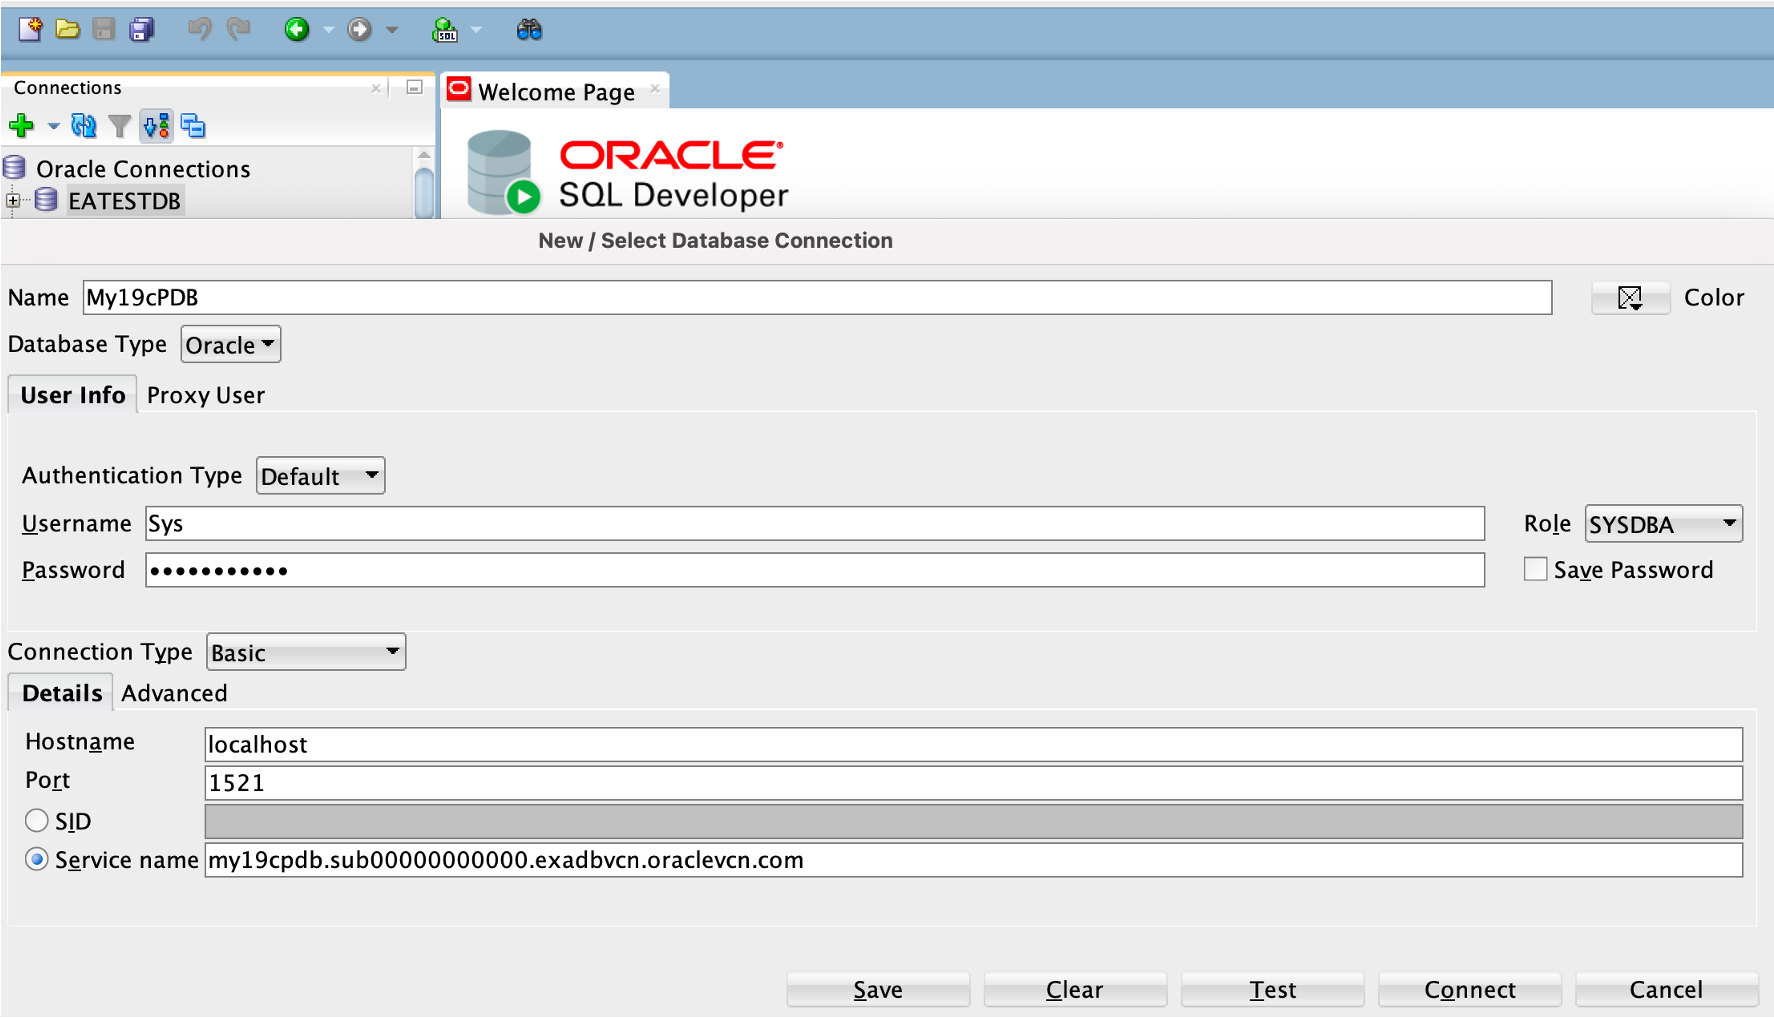 SQL
Connections
Welcome Page
Oracle Connections
EATESTDB
ORACLE
SQL Developer
New / Select Database Connection
Name My19cPDB Color
Database Type Oracle
User Info Proxy User
Authentication Type Default
Username Sys Role SYSDBA
Password ••••••••••• Save Password
Connection Type Basic
Details Advanced
Hostname localhost
Port 1521
SID
Service name my19cpdb.sub00000000000.exadbvcn.oraclevcn.com
Save Clear Test Connect Cancel